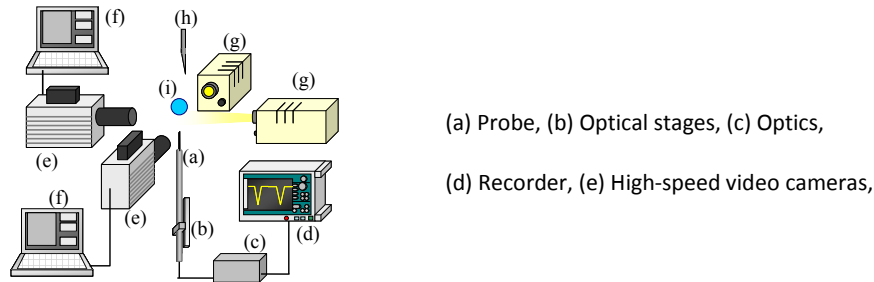 (f)
(h)
(g)
(i)
(g)
(e)
(a)
(f)
(e)
(b)
(c)
(d)
(a) Probe, (b) Optical stages, (c) Optics,
(d) Recorder, (e) High-speed video cameras,